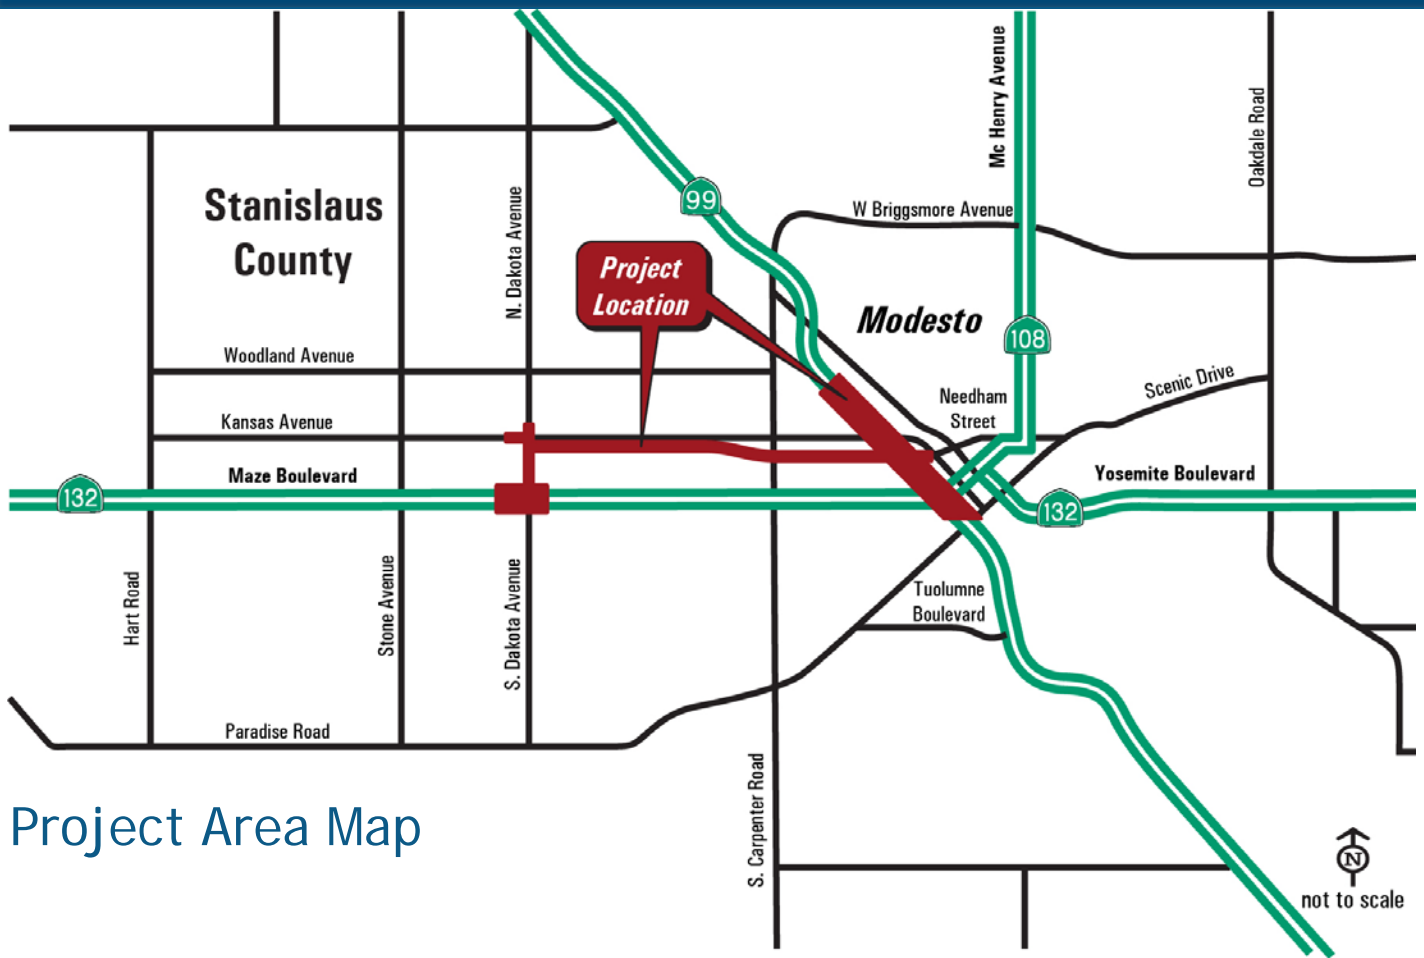 Mc Henry Avenue
Oakdale Road
99
W Briggsmore Avenue
Stanislaus
County
N. Dakota Avenue
Project
Location
Modesto
108
Woodland Avenue
Scenic Drive
Needham
Street
Kansas Avenue
Maze Boulevard
Yosemite Boulevard
132
132
Hart Road
Stone Avenue
S. Dakota Avenue
Tuolumne
Boulevard
Paradise Road
S. Carpenter Road
Project Area Map
N
not to scale